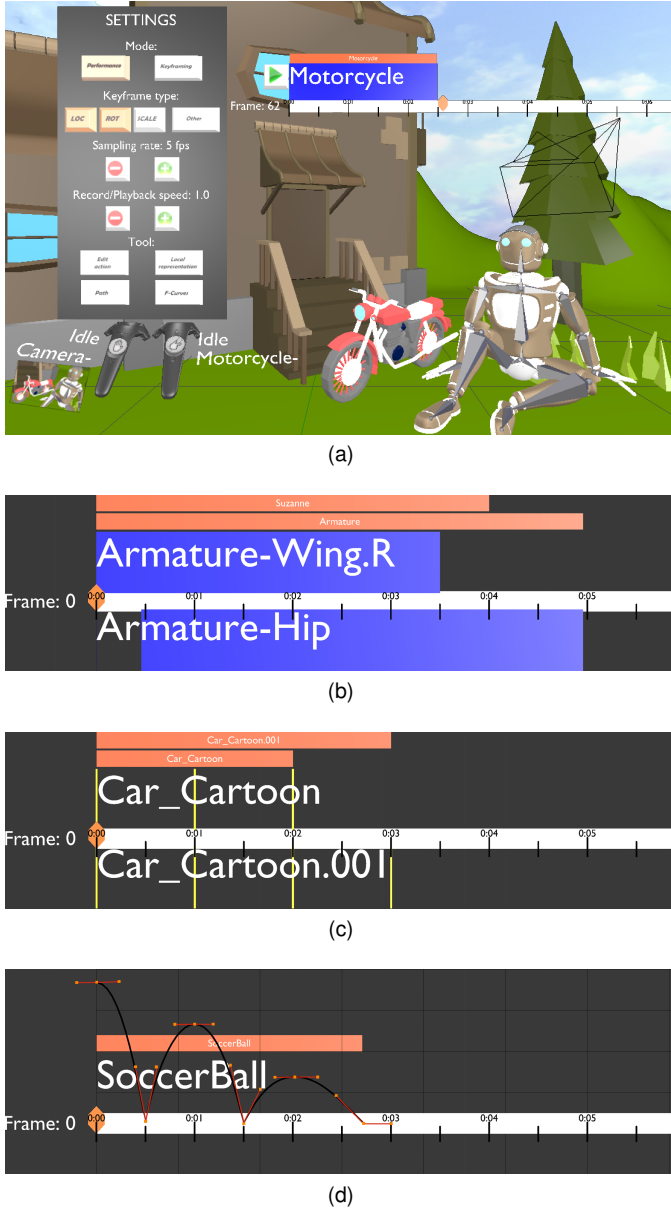 SETTINGS
Mode:
Performance Keyframing
Keyframe type:
LOC ROT SCALE Other
Sampling rate: 5 fps
Record/Playback speed: 1.0
Tool:
Edit action Local representation
Path F-Curves
Motorcycle
Motorcycle
Frame: 62
0:00 0:01 0:02 0:03 0:04 0:05
Idle
Camera-
Idle
Motorcycle-
(a)
Suzanne
Armature
Armature-Wing.R
Frame: 0
0:00 0:01 0:02 0:03 0:04 0:05
Armature-Hip
(b)
Car_Cartoon.001
Car_Cartoon
Car_Cartoon
Frame: 0
0:00 0:01 0:02 0:03 0:04 0:05
Car_Cartoon.001
(c)
SoccerBall
SoccerBall
Frame: 0
0:00 0:01 0:02 0:03 0:04 0:05
(d)